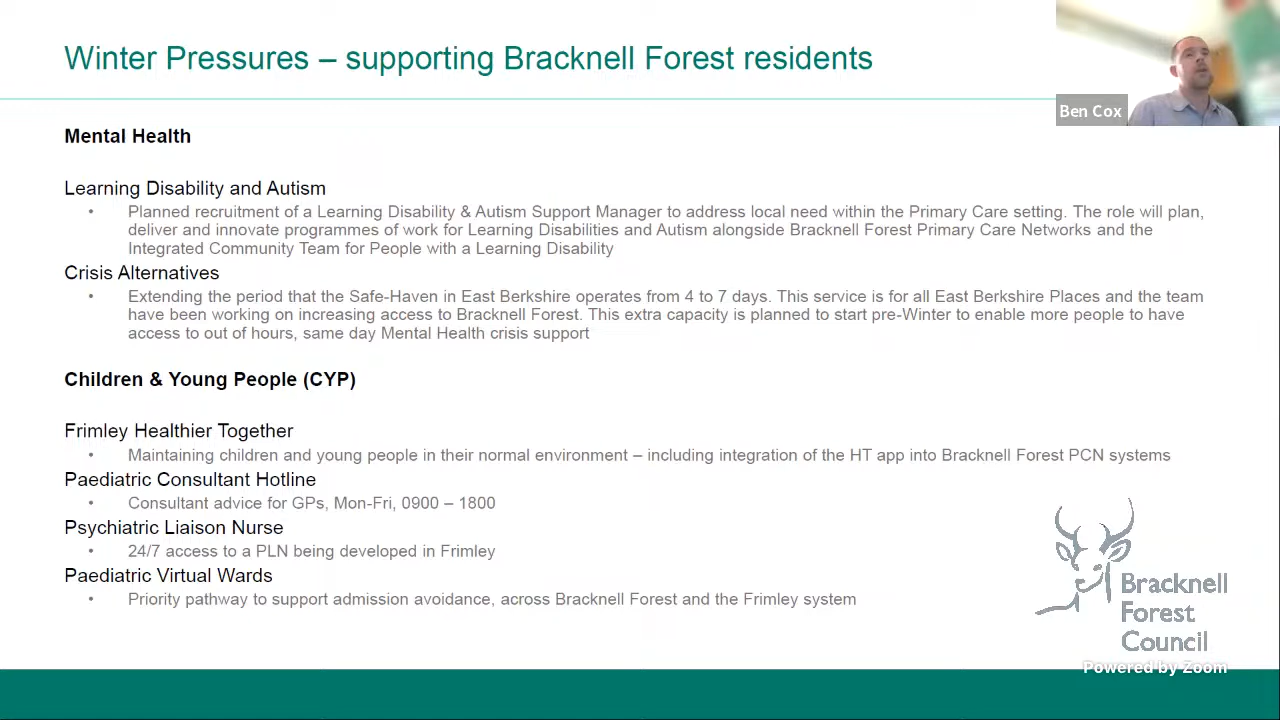 Winter Pressures – supporting Bracknell Forest residents
Ben Cox
Mental Health
Learning Disability and Autism
• Planned recruitment of a Learning Disability & Autism Support Manager to address local need within the Primary Care setting. The role will plan,
deliver and innovate programmes of work for Learning Disabilities and Autism alongside Bracknell Forest Primary Care Networks and the
Integrated Community Team for People with a Learning Disability
Crisis Alternatives
• Extending the period that the Safe-Haven in East Berkshire operates from 4 to 7 days. This service is for all East Berkshire Places and the team
have been working on increasing access to Bracknell Forest. This extra capacity is planned to start pre-Winter to enable more people to have
access to out of hours, same day Mental Health crisis support
Children & Young People (CYP)
Frimley Healthier Together
• Maintaining children and young people in their normal environment – including integration of the HT app into Bracknell Forest PCN systems
Paediatric Consultant Hotline
• Consultant advice for GPs, Mon-Fri, 0900 – 1800
Psychiatric Liaison Nurse
• 24/7 access to a PLN being developed in Frimley
Paediatric Virtual Wards
• Priority pathway to support admission avoidance, across Bracknell Forest and the Frimley system
Bracknell
Forest
Council
Powered by Zoom